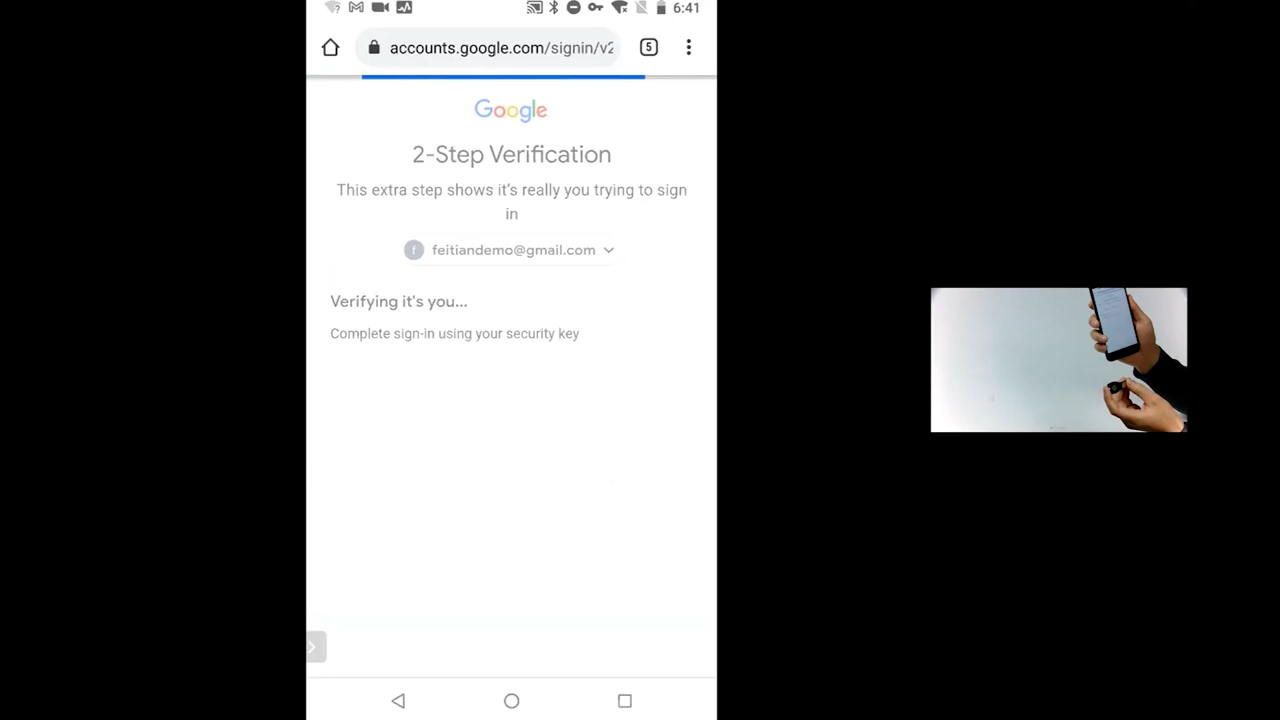 6:41
accounts.google.com/signin/v2
5
Google
2-Step Verification
This extra step shows it's really you trying to sign
in
f feitiandemo@gmail.com
Verifying it's you...
Complete sign-in using your security key